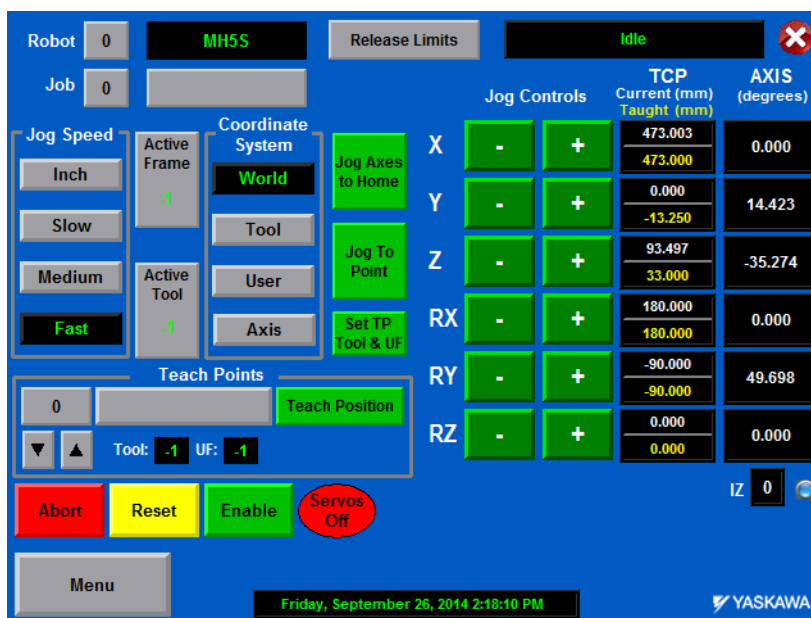 Robot 0 MH5S Release Limits Idle
Job 0
Jog Controls
TCP
Current (mm)
Taught (mm)
AXIS
(degrees)
Jog Speed
Inch
Slow
Medium
Fast
Active
Frame
-1
Active
Tool
-1
Coordinate
System
World
Tool
User
Axis
Jog Axes
to Home
Jog To
Point
Set TP
Tool & UF
X - + 473.003 0.000
473.000
Y - + 0.000 14.423
-13.250
Z - + 93.497 -35.274
33.000
RX - + 180.000 0.000
180.000
RY - + -90.000 49.698
-90.000
RZ - + 0.000 0.000
0.000
IZ 0
Teach Points
0 Teach Position
Tool: -1 UF: -1
Abort Reset Enable
Servos
Off
Menu
Friday, September 26, 2014 2:18:10 PM
YASKAWA